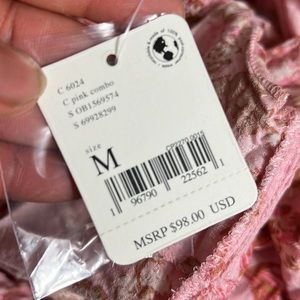 C 6024
C pink combo
S OB1569574
S 69928299
size
M
1 96790 22562 1
MSRP $98.00 USD